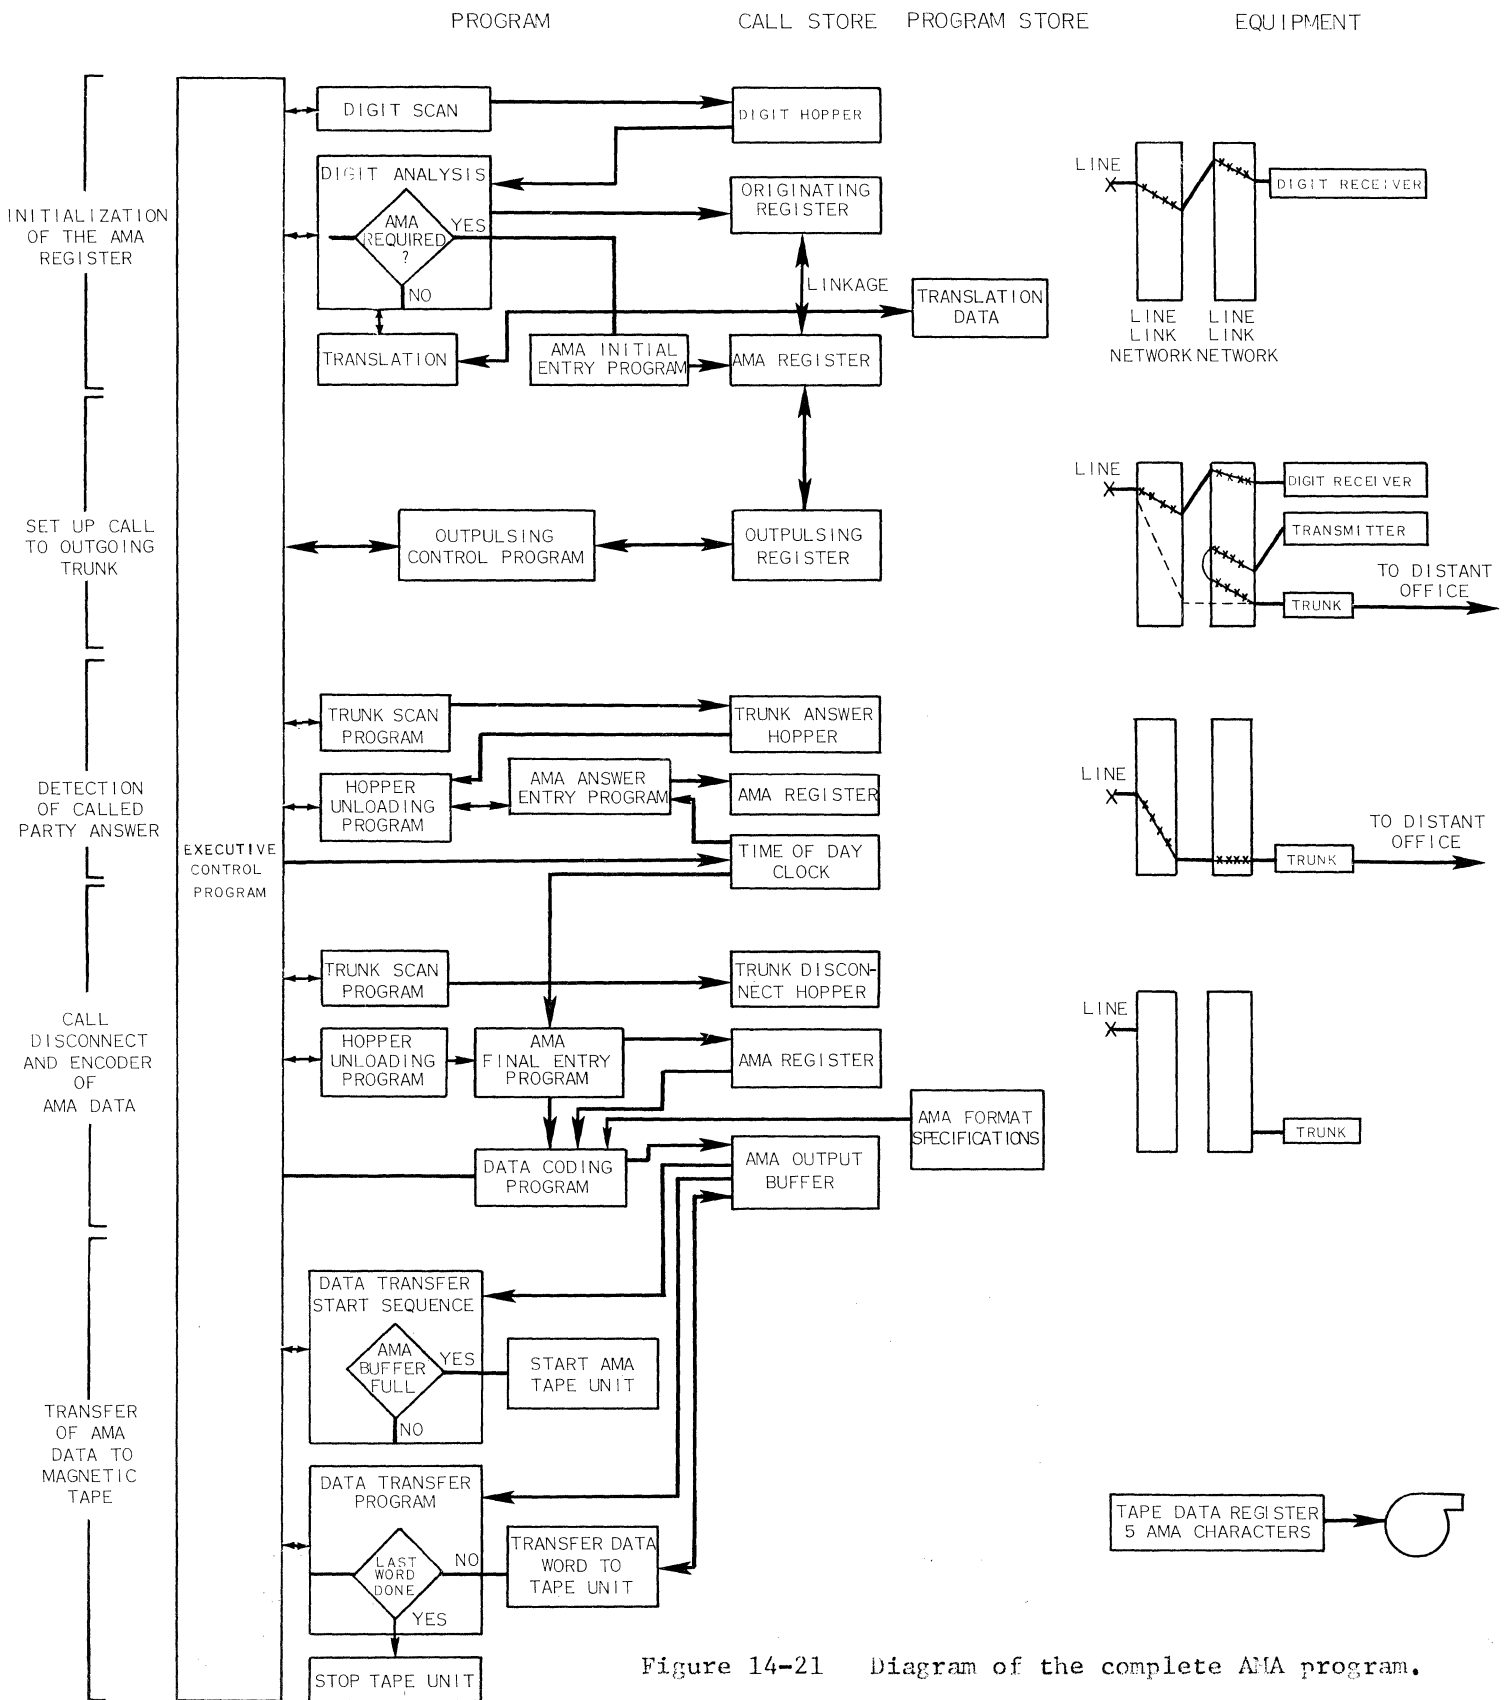 PROGRAM CALL STORE PROGRAM STORE EQUIPMENT
INITIALIZATION
OF THE AMA
REGISTER
DIGIT SCAN
DIGIT HOPPER
DIGIT ANALYSIS
AMA
REQUIRED
?
YES
NO
ORIGINATING
REGISTER
LINKAGE
TRANSLATION
DATA
TRANSLATION
AMA INITIAL
ENTRY PROGRAM
AMA REGISTER
LINE
DIGIT RECEIVER
LINE
LINK
NETWORK
LINE
LINK
NETWORK
SET UP CALL
TO OUTGOING
TRUNK
OUTPULSING
CONTROL PROGRAM
OUTPULSING
REGISTER
LINE
DIGIT RECEIVER
TRANSMITTER
TRUNK
TO DISTANT
OFFICE
DETECTION
OF CALLED
PARTY ANSWER
EXECUTIVE
CONTROL
PROGRAM
TRUNK SCAN
PROGRAM
TRUNK ANSWER
HOPPER
HOPPER
UNLOADING
PROGRAM
AMA ANSWER
ENTRY PROGRAM
AMA REGISTER
TIME OF DAY
CLOCK
LINE
TRUNK
TO DISTANT
OFFICE
CALL
DISCONNECT
AND ENCODER
OF
AMA DATA
TRUNK SCAN
PROGRAM
TRUNK DISCON-
NECT HOPPER
HOPPER
UNLOADING
PROGRAM
AMA
FINAL ENTRY
PROGRAM
AMA REGISTER
AMA FORMAT
SPECIFICATIONS
DATA CODING
PROGRAM
AMA OUTPUT
BUFFER
LINE
TRUNK
TRANSFER
OF AMA
DATA TO
MAGNETIC
TAPE
DATA TRANSFER
START SEQUENCE
AMA
BUFFER
FULL
YES
NO
START AMA
TAPE UNIT
DATA TRANSFER
PROGRAM
LAST
WORD
DONE
NO
YES
TRANSFER DATA
WORD TO
TAPE UNIT
STOP TAPE UNIT
TAPE DATA REGISTER
5 AMA CHARACTERS
Figure 14-21 Diagram of the complete AMA program.